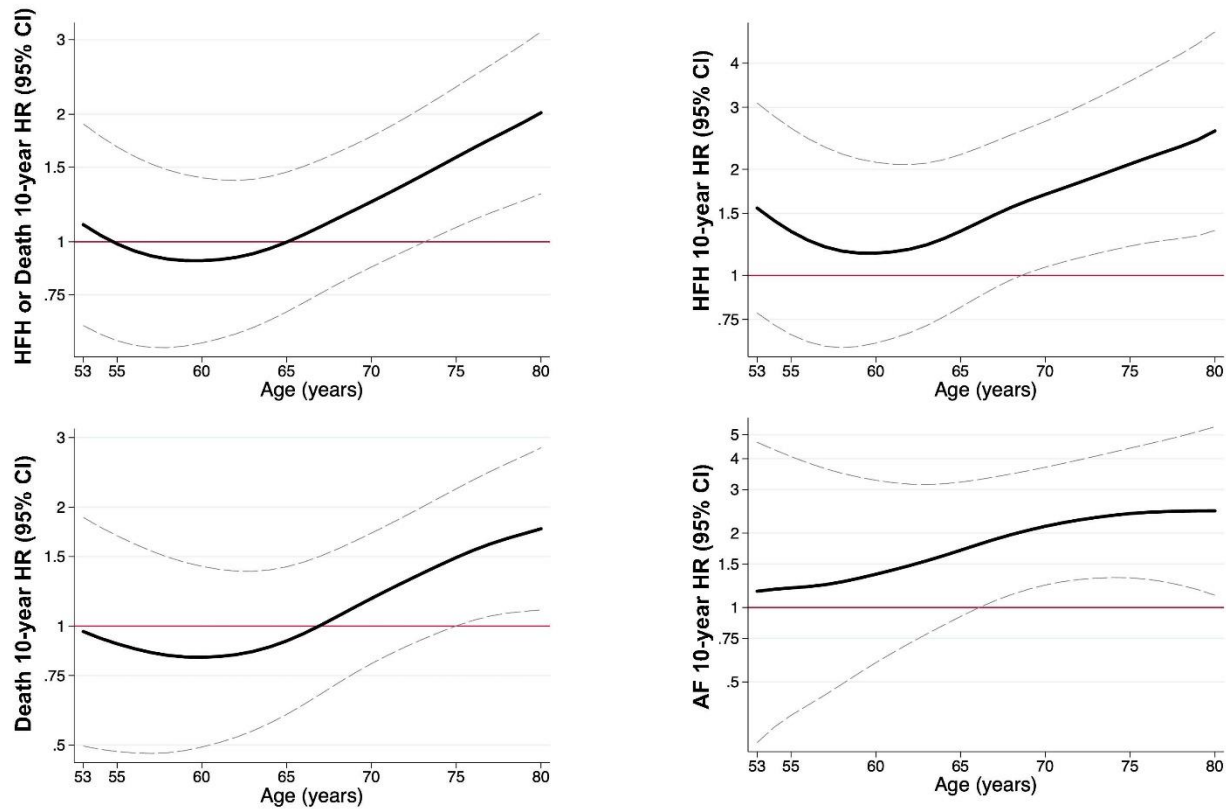 HFH or Death 10-year HR (95% CI)
3
2
1.5
1
.75
53 55 60 65 70 75 80
Age (years)
HFH 10-year HR (95% CI)
4
3
2
1.5
1
.75
53 55 60 65 70 75 80
Age (years)
Death 10-year HR (95% CI)
3
2
1.5
1
.75
.5
53 55 60 65 70 75 80
Age (years)
AF 10-year HR (95% CI)
5
4
3
2
1.5
1
.75
.5
53 55 60 65 70 75 80
Age (years)